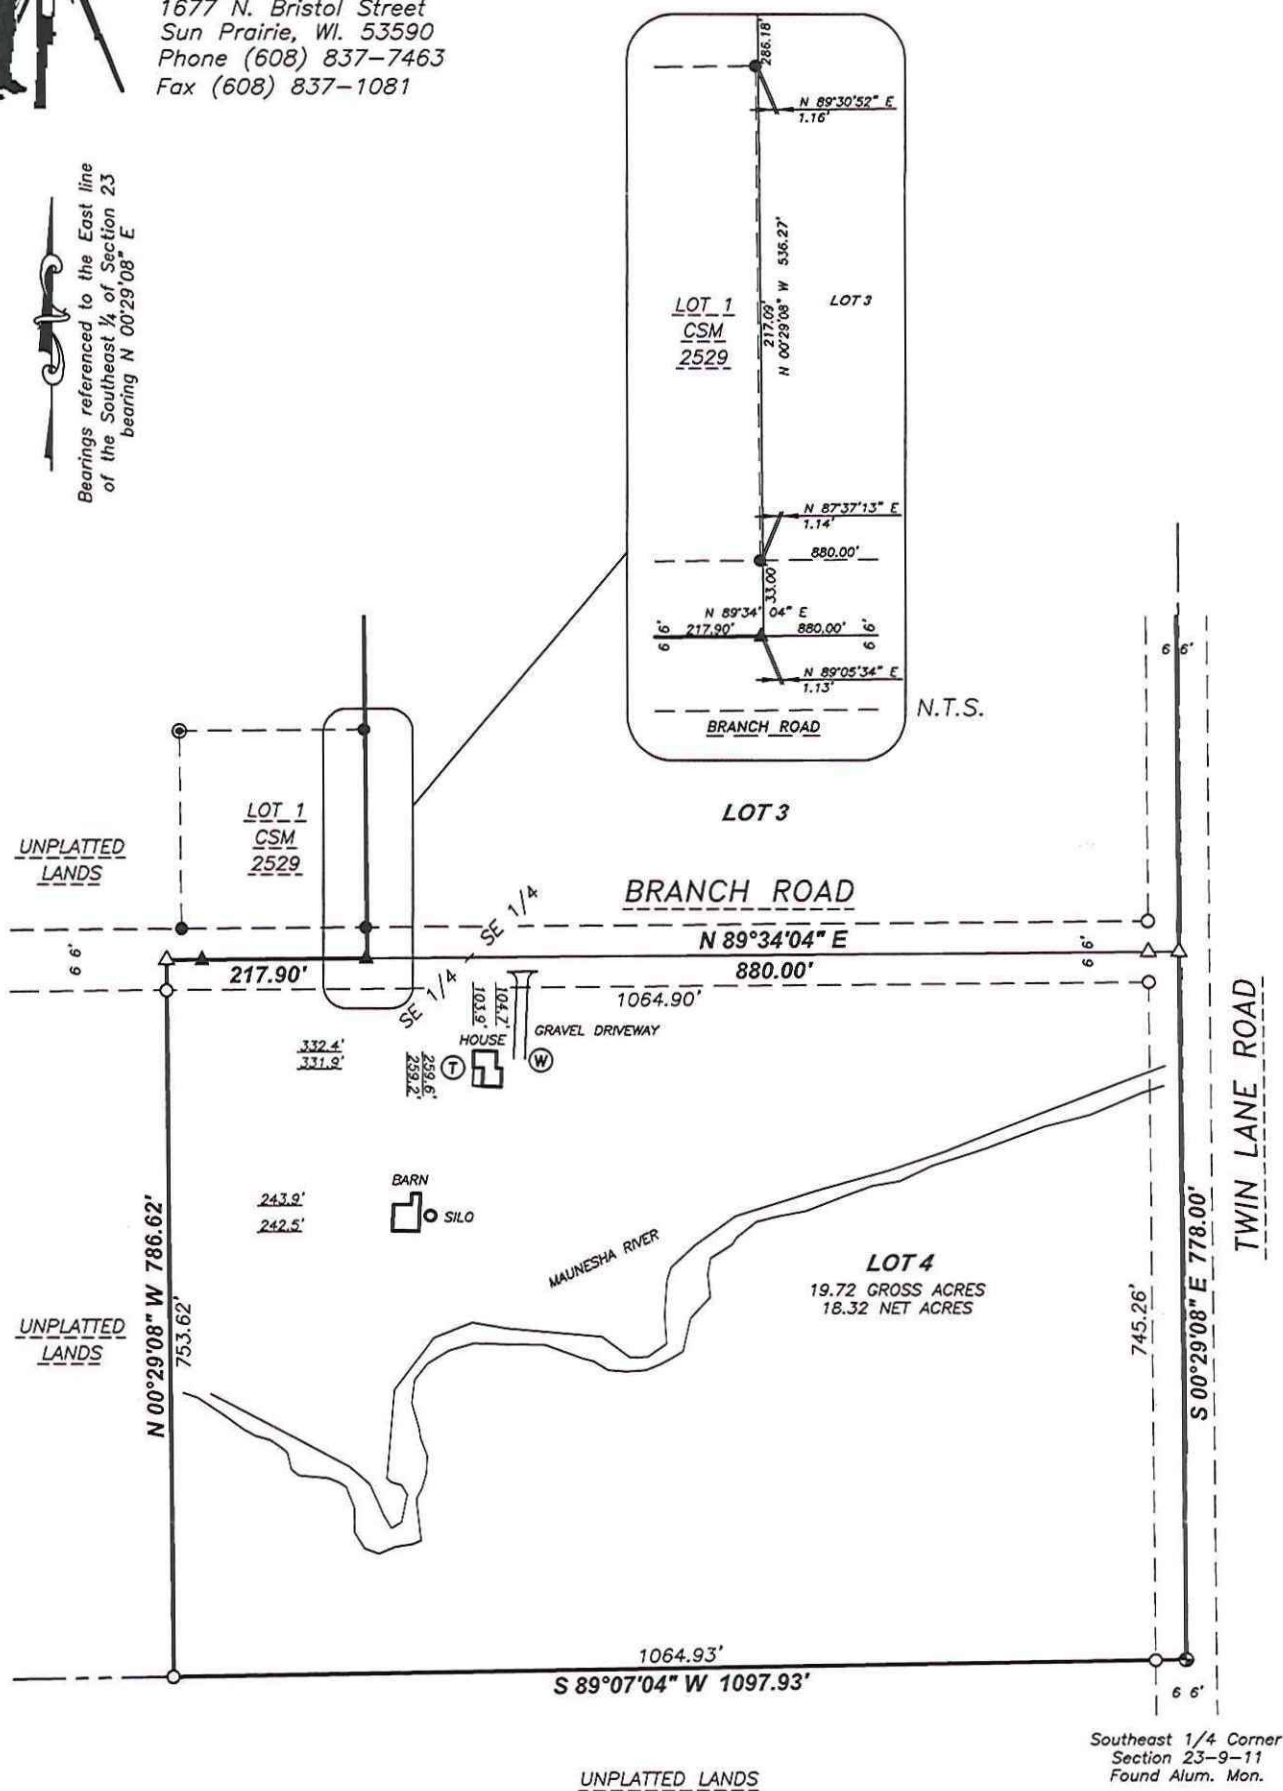 1677 N. Bristol Street
Sun Prairie, WI. 53590
Phone (608) 837-7463
Fax (608) 837-1081
Bearings referenced to the East line
of the Southeast ¼ of Section 23
bearing N 00°29'08" E
286.18'
N 89°30'52" E
1.16'
LOT 1
CSM
2529
217.09'
N 00°29'08" W 536.27'
LOT 3
N 87°37'13" E
1.14'
880.00'
33.00'
N 89°34'04" E
6 6'
217.90'
880.00'
6 6'
N 89°05'34" E
1.13'
BRANCH ROAD
N.T.S.
6 6'
LOT 1
CSM
2529
LOT 3
UNPLATTED
LANDS
BRANCH ROAD
SE 1/4
N 89°34'04" E
6 6'
6 6'
217.90'
880.00'
SE 1/4
1064.90'
103.9'
104.7'
GRAVEL DRIVEWAY
HOUSE
332.4'
331.9'
259.6'
259.2'
T
W
TWIN LANE ROAD
BARN
SILO
243.9'
242.5'
MAUNESHA RIVER
LOT 4
19.72 GROSS ACRES
18.32 NET ACRES
N 00°29'08" W 786.62'
753.62'
745.26'
S 00°29'08" E 778.00'
UNPLATTED
LANDS
1064.93'
S 89°07'04" W 1097.93'
6 6'
Southeast 1/4 Corner
Section 23-9-11
Found Alum. Mon.
UNPLATTED LANDS